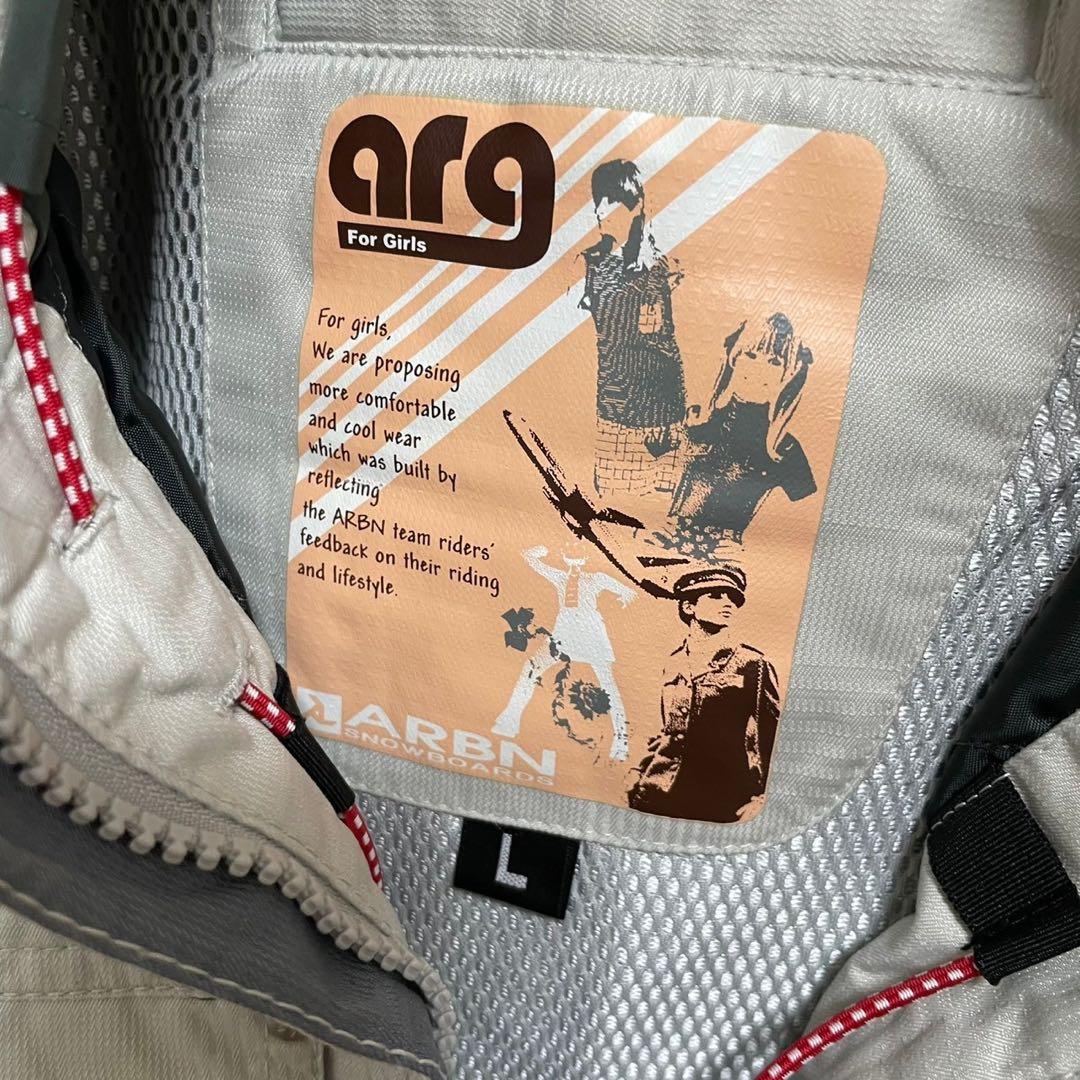 arg
For Girls
For girls,
We are proposing
more comfortable
and cool wear
which was built by
reflecting
the ARBN team riders'
feedback on their riding
and lifestyle.
ARBN
SNOWBOARDS
L